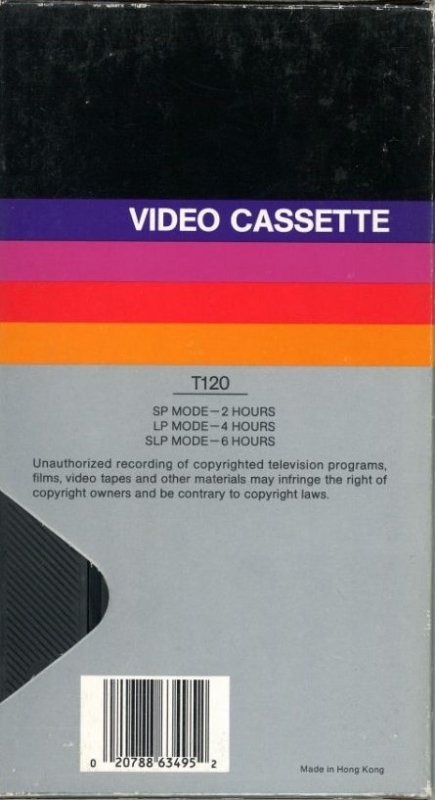 VIDEO CASSETTE
T120
SP MODE—2 HOURS
LP MODE—4 HOURS
SLP MODE—6 HOURS
Unauthorized recording of copyrighted television programs,
films, video tapes and other materials may infringe the right of
copyright owners and be contrary to copyright laws.
0 20788 63495 2
Made in Hong Kong